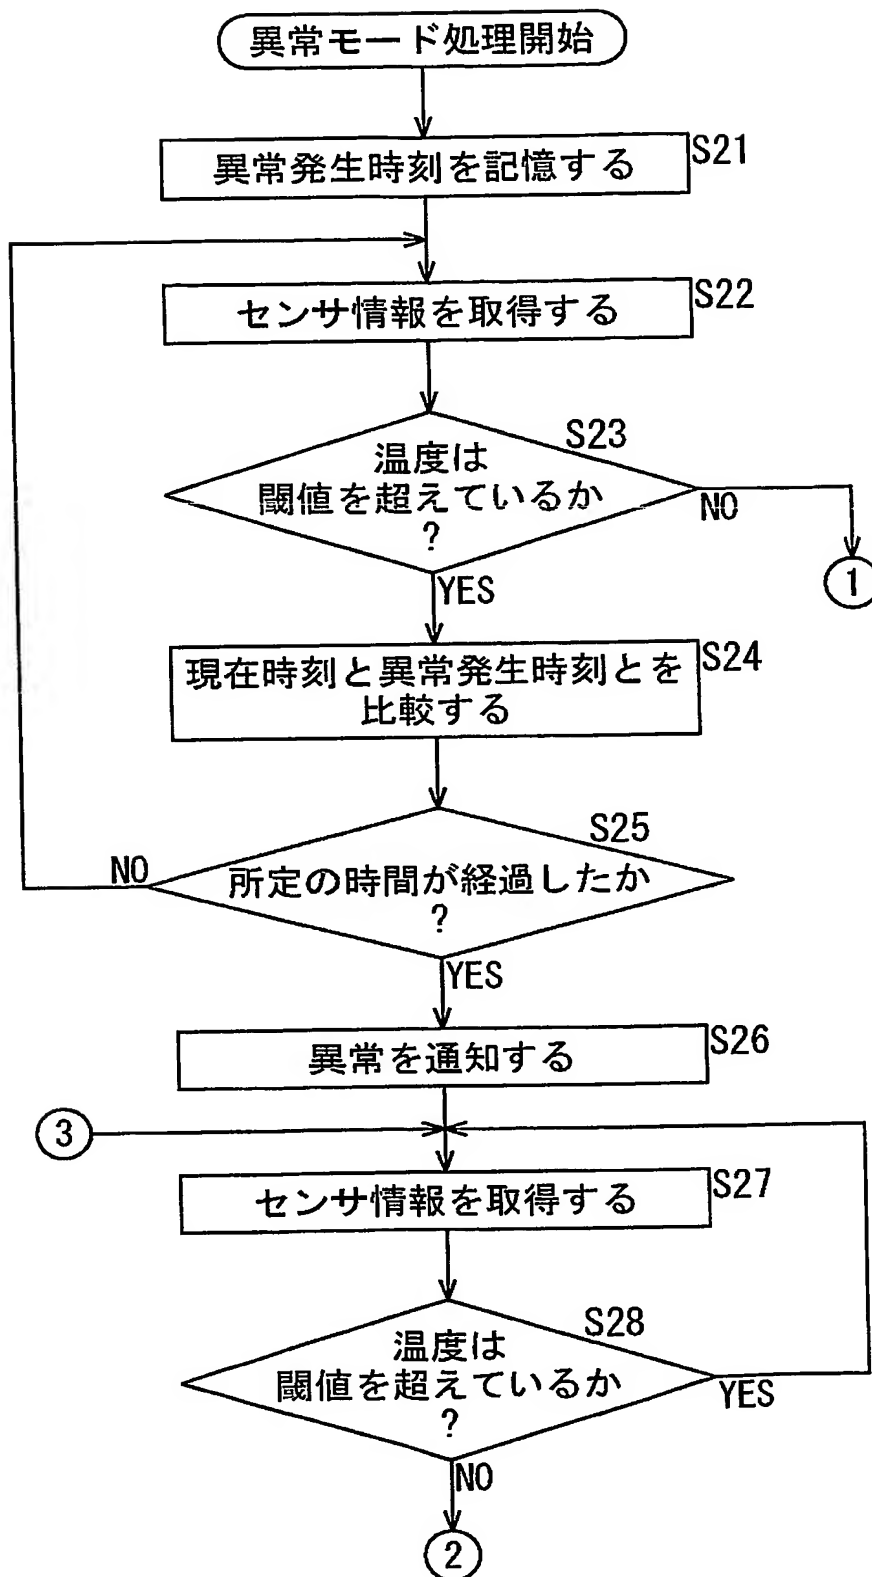 異常モード処理開始
異常発生時刻を記憶する
S21
センサ情報を取得する
S22
S23
温度は
閾値を超えているか
?
NO
1
YES
現在時刻と異常発生時刻とを
比較する
S24
S25
NO
所定の時間が経過したか
?
YES
異常を通知する
S26
3
センサ情報を取得する
S27
S28
温度は
閾値を超えているか
?
YES
NO
2